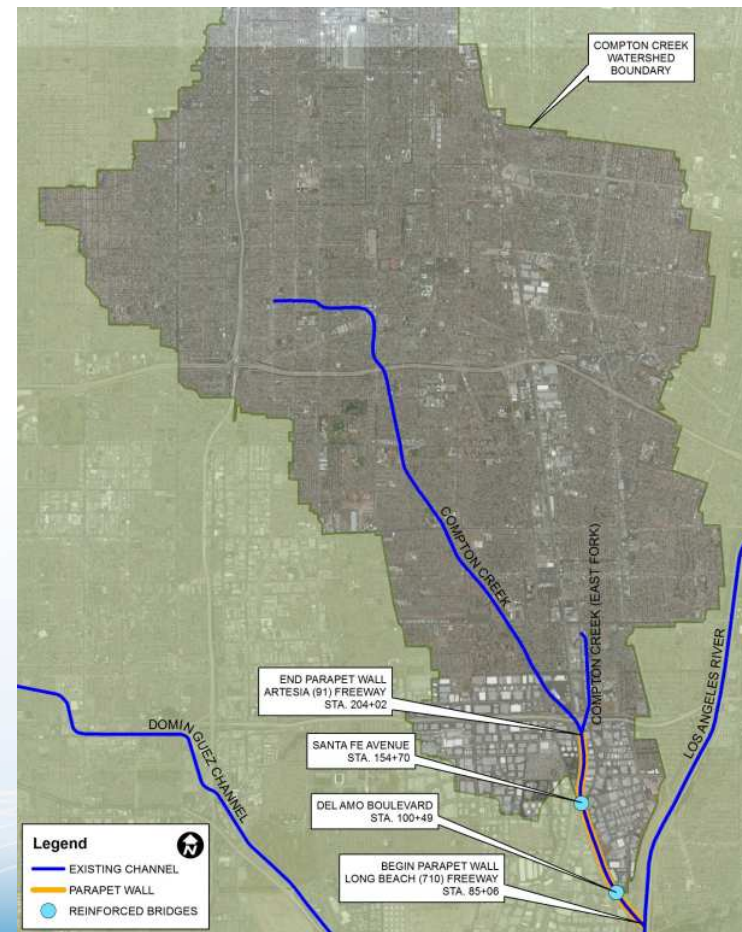 COMPTON CREEK
WATERSHED
BOUNDARY
COMPTON CREEK
COMPTON CREEK (EAST FORK)
LOS ANGELES RIVER
DOMIN GUEZ CHANNEL
END PARAPET WALL
ARTESIA (91) FREEWAY
STA. 204+02
SANTA FE AVENUE
STA. 154+70
DEL AMO BOULEVARD
STA. 100+49
BEGIN PARAPET WALL
LONG BEACH (710) FREEWAY
STA. 85+06
Legend
N
EXISTING CHANNEL
PARAPET WALL
REINFORCED BRIDGES